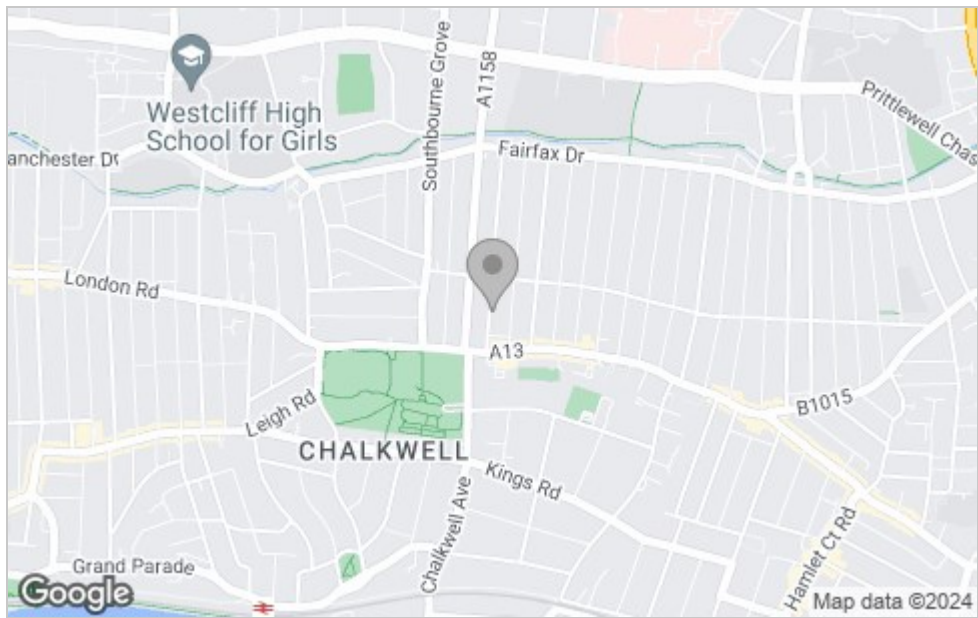 Southbourne Grove
A1158
Westcliff High
School for Girls
Prittlewell Chas
anchester Dr
Fairfax Dr
London Rd
A13
Leigh Rd
B1015
CHALKWELL
Kings Rd
Chalkwell Ave
Hamlet Ct Rd
Grand Parade
Google
Map data ©2024